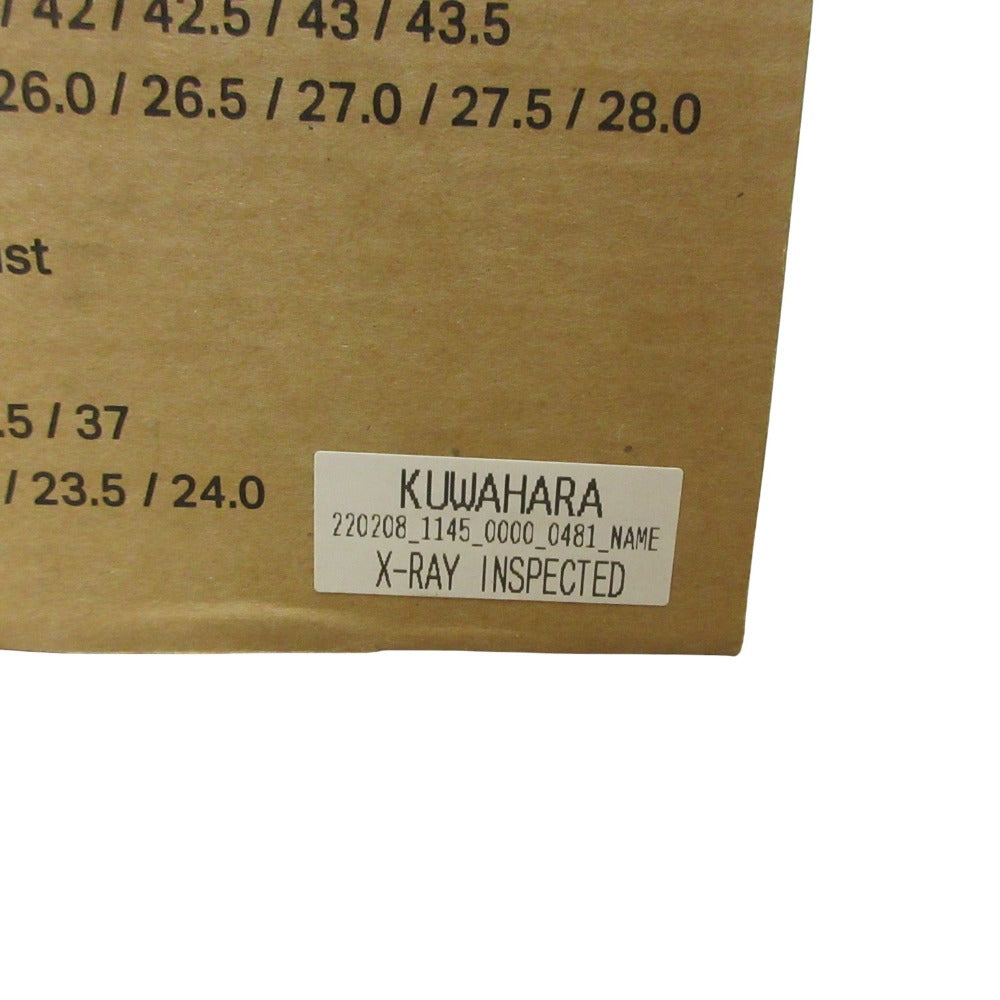 / 42 / 42.5 / 43 / 43.5
26.0 / 26.5 / 27.0 / 27.5 / 28.0
.5 / 37
/ 23.5 / 24.0
KUWAHARA
220208_1145_0000_0481_NAME
X-RAY INSPECTED